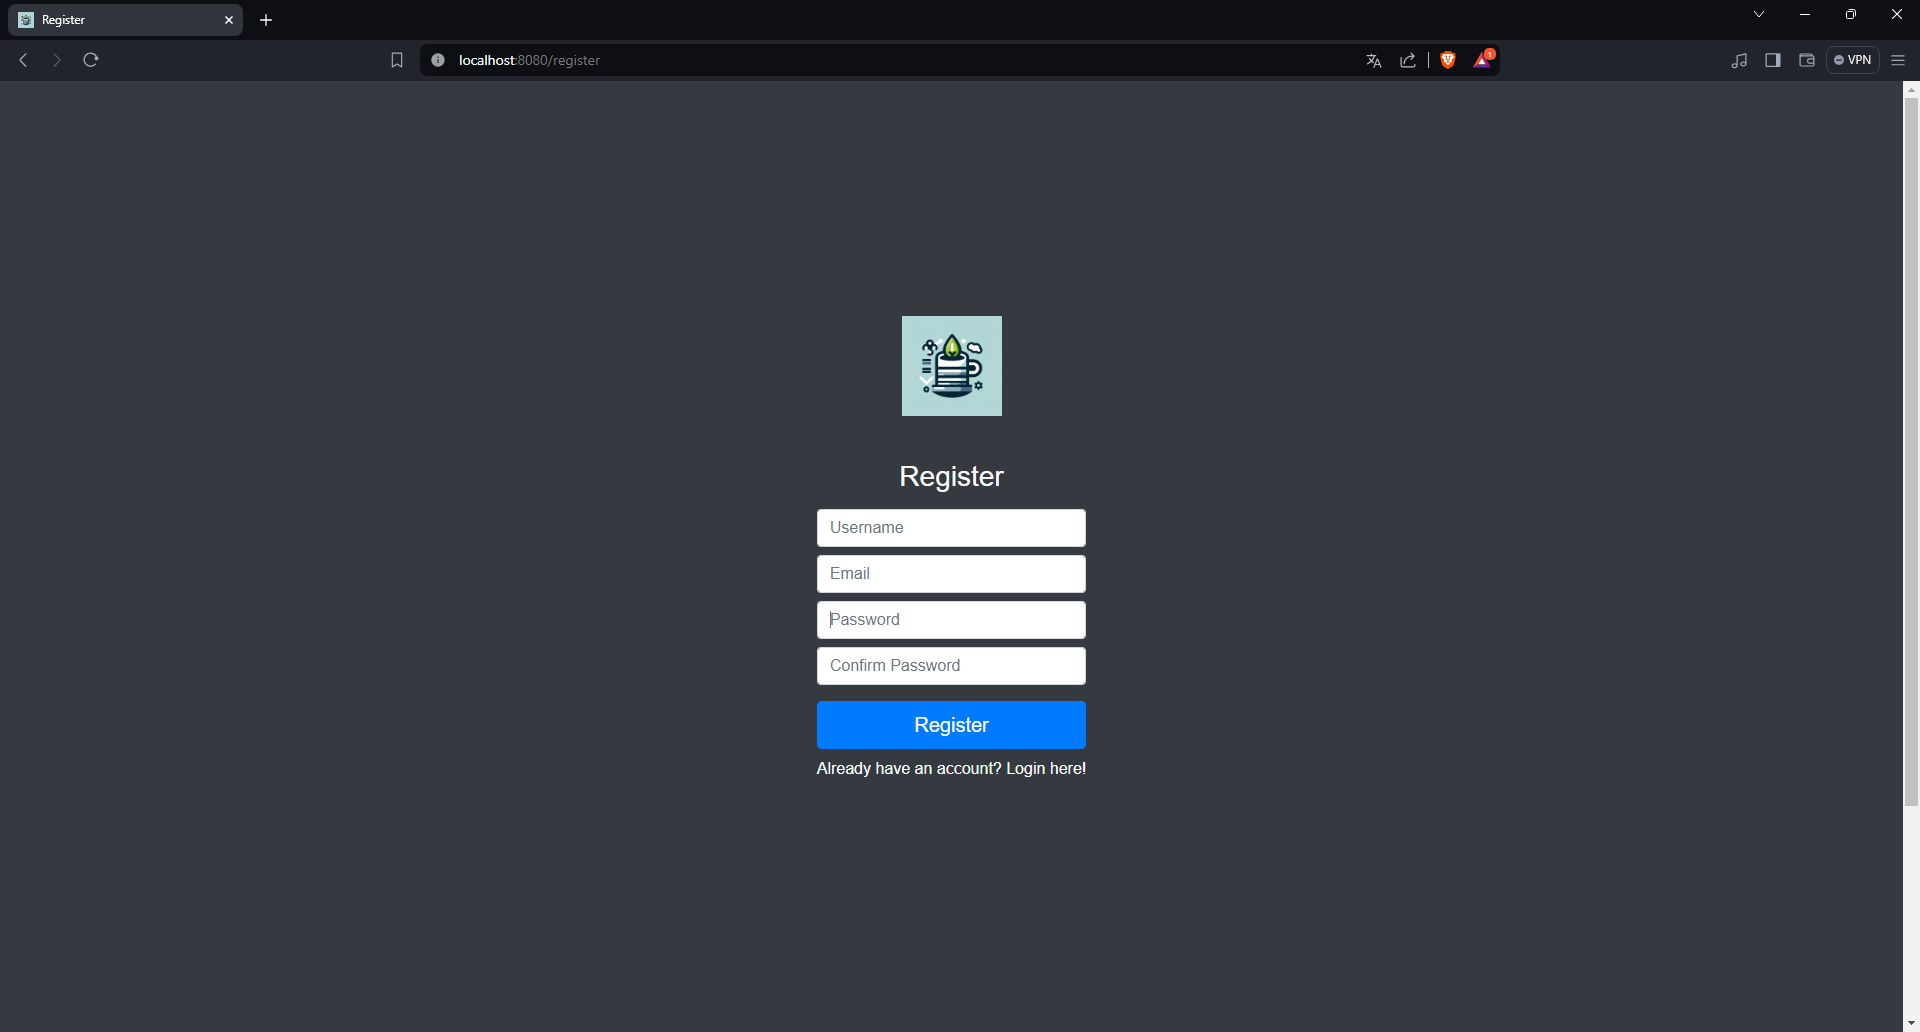 Register
localhost:8080/register
1
VPN
Register
Username
Email
Password
Confirm Password
Register
Already have an account? Login here!